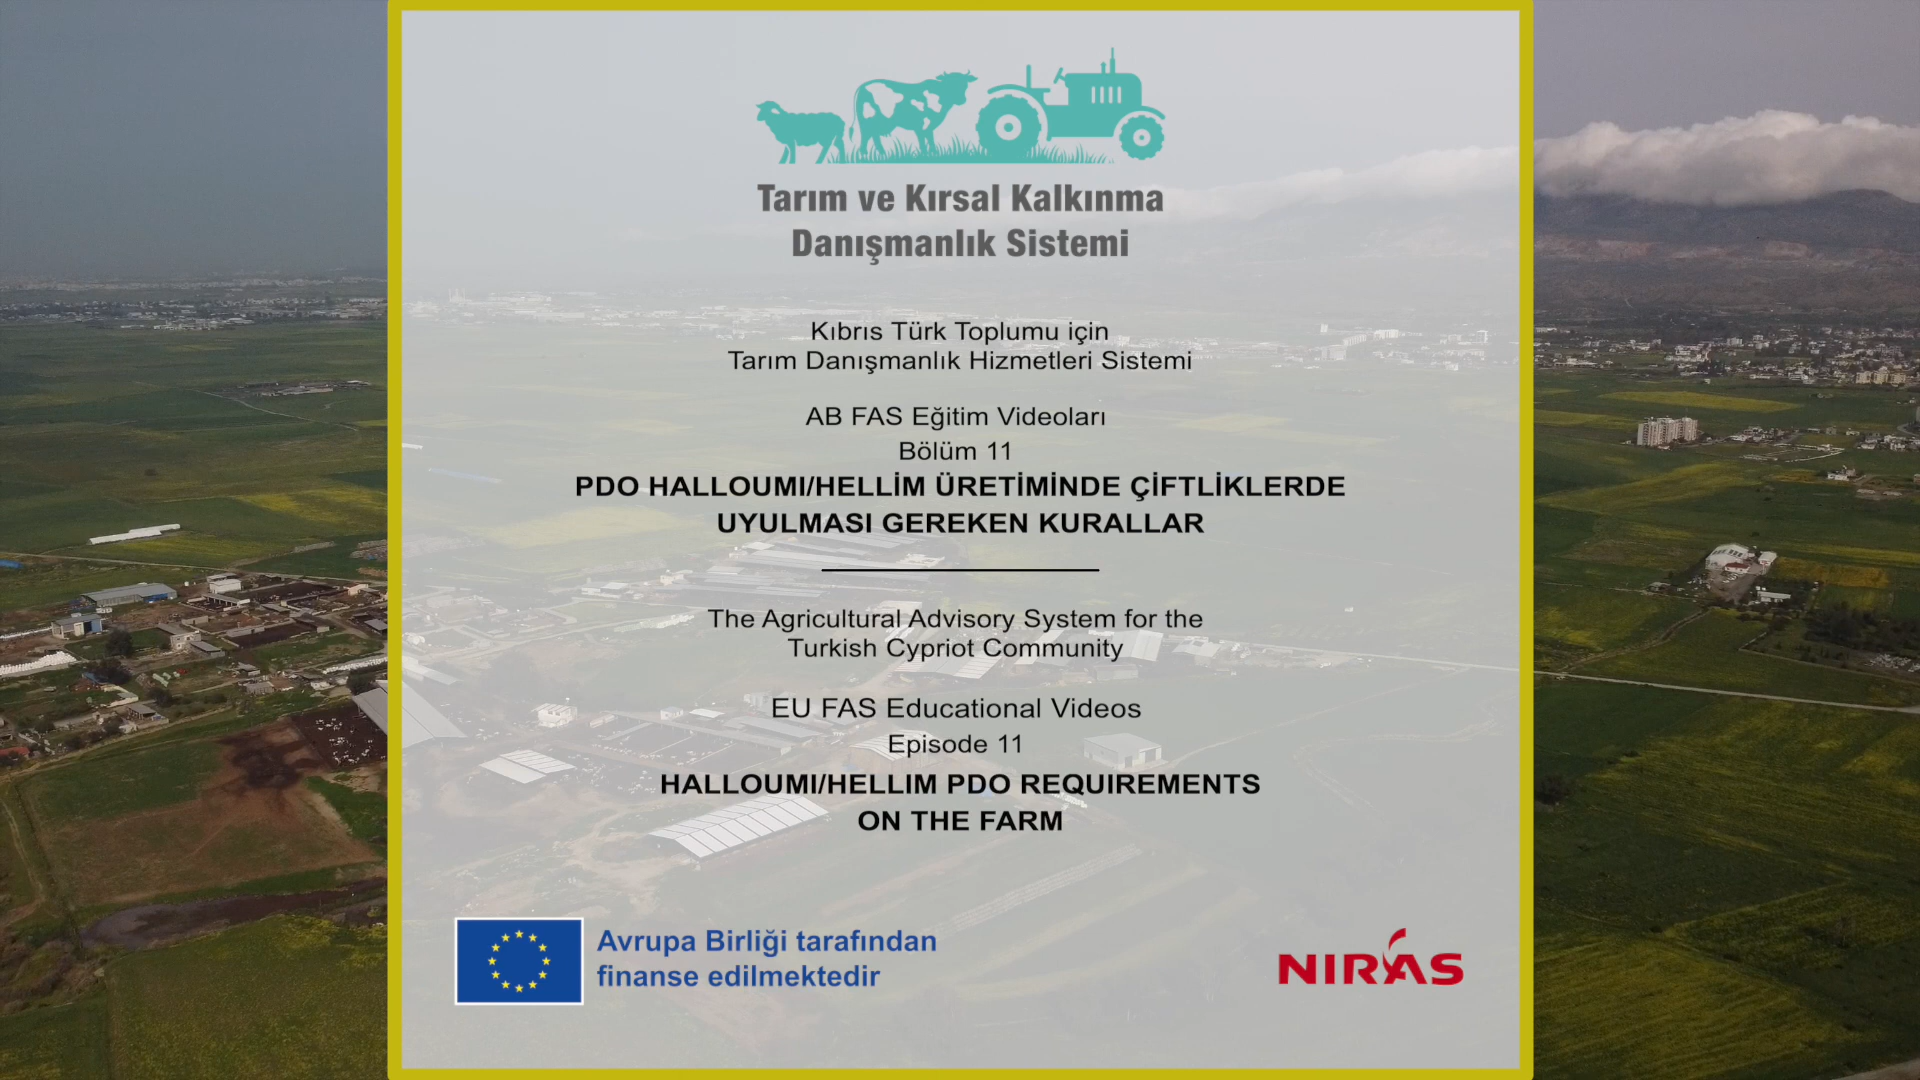 Tarım ve Kırsal Kalkınma
Danışmanlık Sistemi
Kıbrıs Türk Toplumu için
Tarım Danışmanlık Hizmetleri Sistemi
AB FAS Eğitim Videoları
Bölüm 11
PDO HALLOUMI/HELLİM ÜRETİMİNDE ÇİFTLİKLERDE
UYULMASI GEREKEN KURALLAR
The Agricultural Advisory System for the
Turkish Cypriot Community
EU FAS Educational Videos
Episode 11
HALLOUMI/HELLIM PDO REQUIREMENTS
ON THE FARM
Avrupa Birliği tarafından
finanse edilmektedir
NIRAS